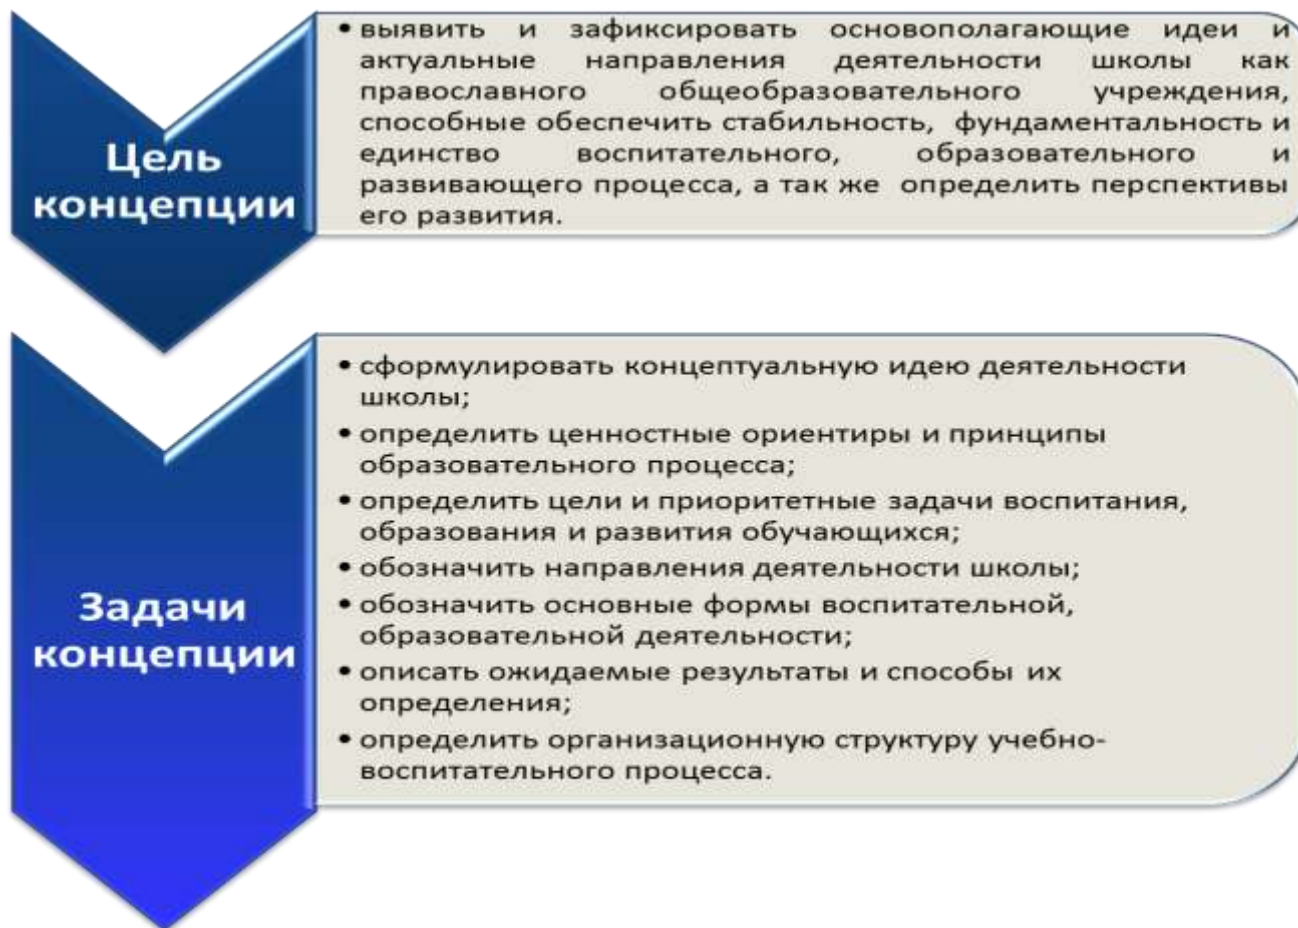 Цель
концепции
• выявить и зафиксировать основополагающие идеи и
актуальные направления деятельности школы как
православного общеобразовательного учреждения,
способные обеспечить стабильность, фундаментальность и
единство воспитательного, образовательного и
развивающего процесса, а так же определить перспективы
его развития.
Задачи
концепции
• сформулировать концептуальную идею деятельности
школы;
• определить ценностные ориентиры и принципы
образовательного процесса;
• определить цели и приоритетные задачи воспитания,
образования и развития обучающихся;
• обозначить направления деятельности школы;
• обозначить основные формы воспитательной,
образовательной деятельности;
• описать ожидаемые результаты и способы их
определения;
• определить организационную структуру учебно-
воспитательного процесса.